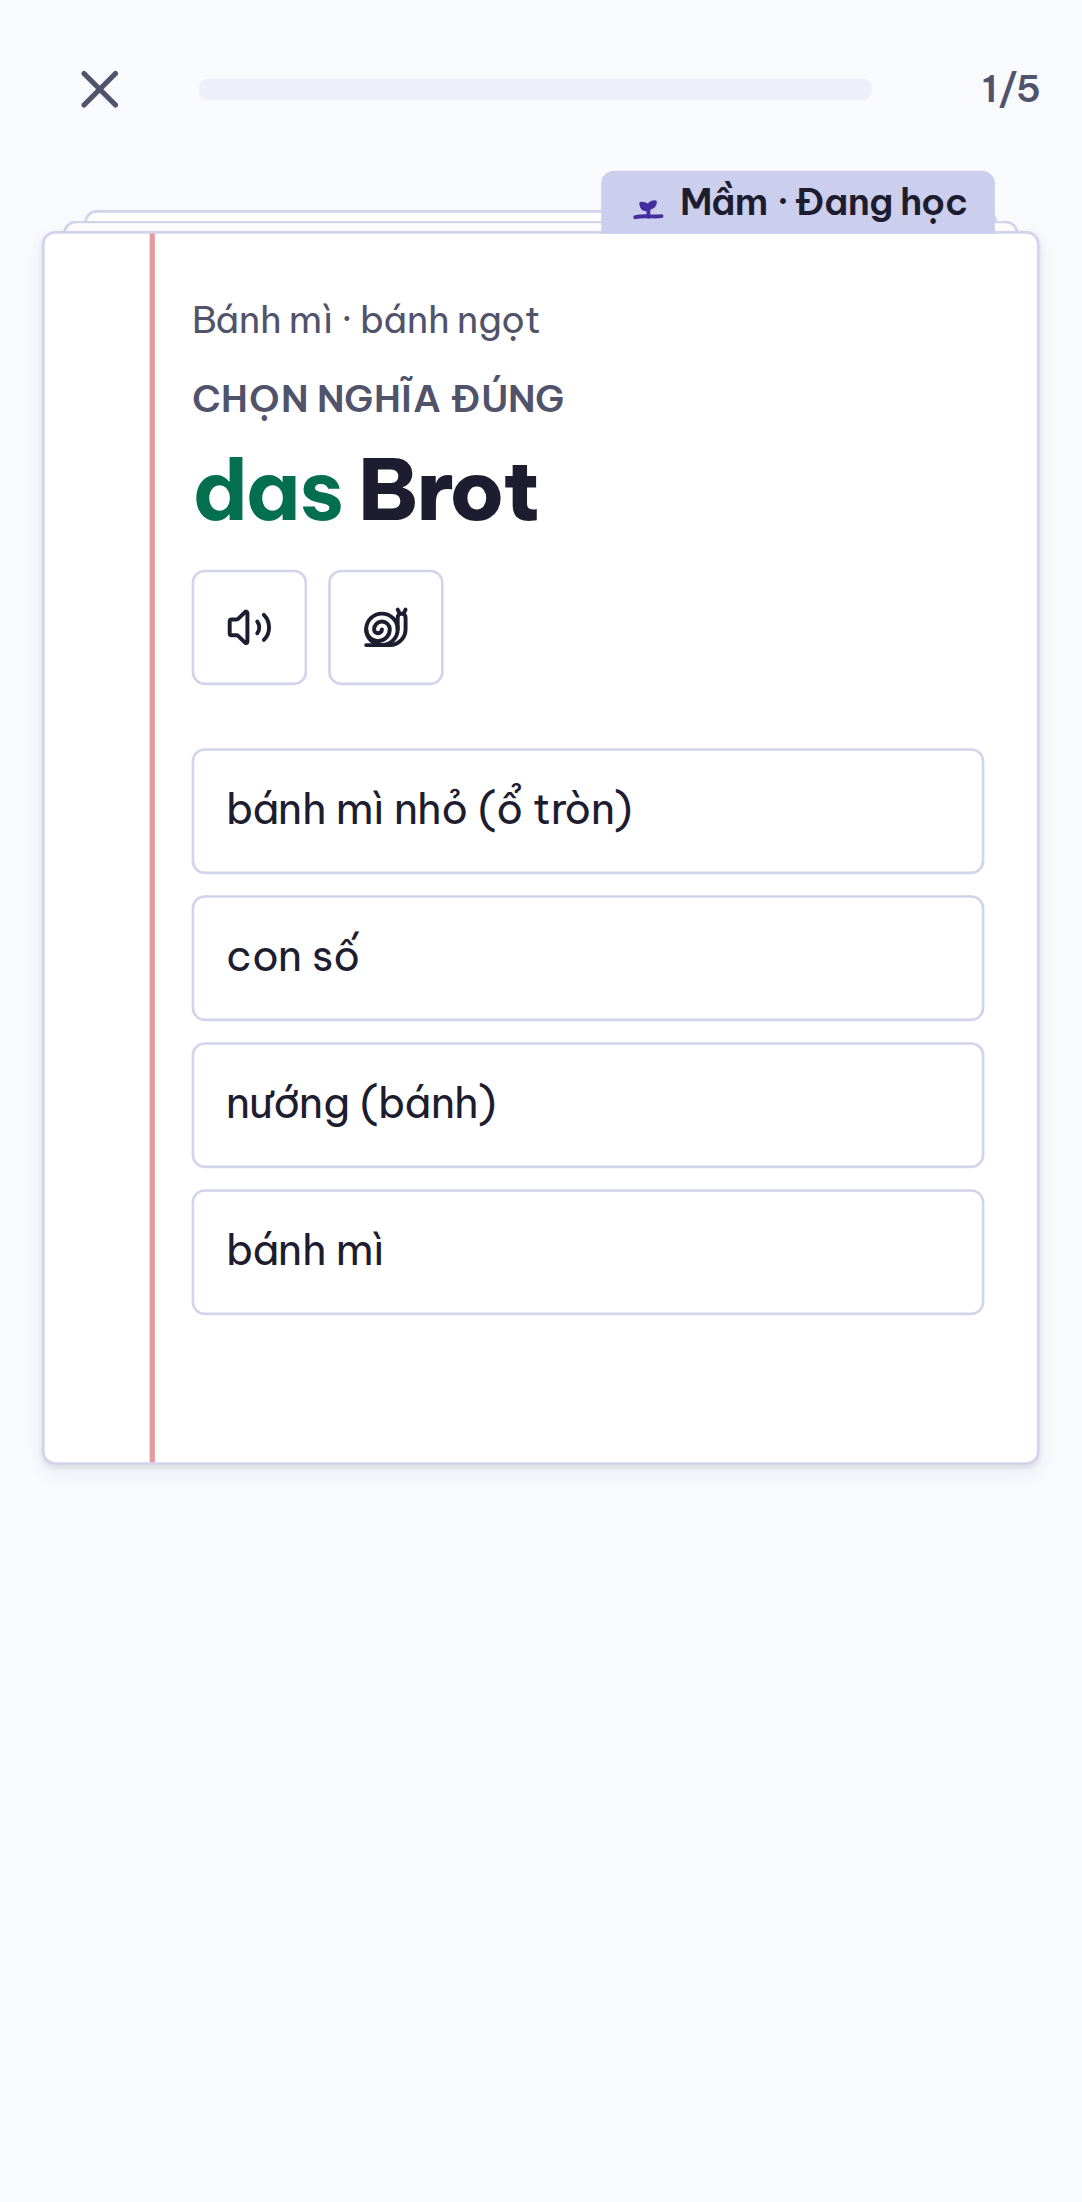 1/5
Mầm · Đang học
Bánh mì · bánh ngọt
CHỌN NGHĨA ĐÚNG
das Brot
bánh mì nhỏ (ổ tròn)
con số
nướng (bánh)
bánh mì